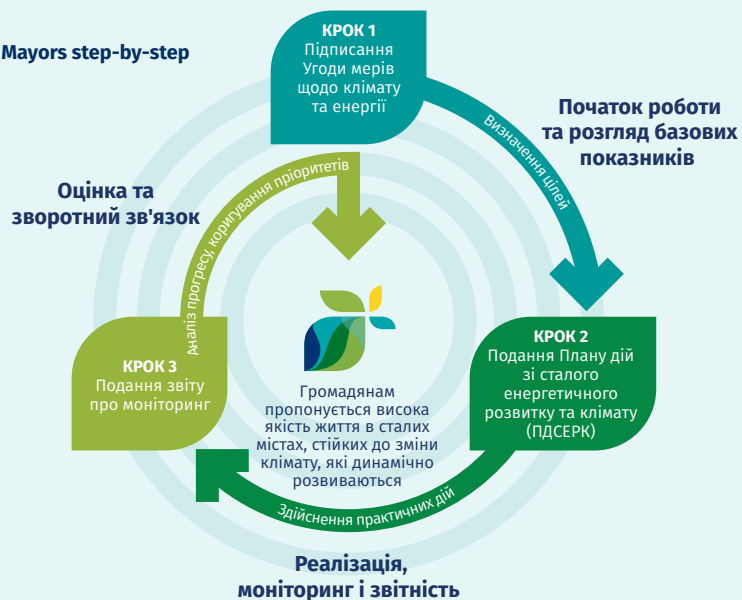 Mayors step-by-step
КРОК 1
Підписання
Угоди мерів
щодо клімату
та енергії
Визначення цілей
Початок роботи
та розгляд базових
показників
КРОК 2
Подання Плану дій
зі сталого
енергетичного
розвитку та клімату
(ПДСЕРК)
Здійснення практичних дій
Реалізація,
моніторинг і звітність
КРОК 3
Подання звіту
про моніторинг
Аналіз прогресу, коригування пріоритетів
Оцінка та
зворотний зв'язок
Громадянам
пропонується висока
якість життя в сталих
містах, стійких до зміни
клімату, які динамічно
розвиваються